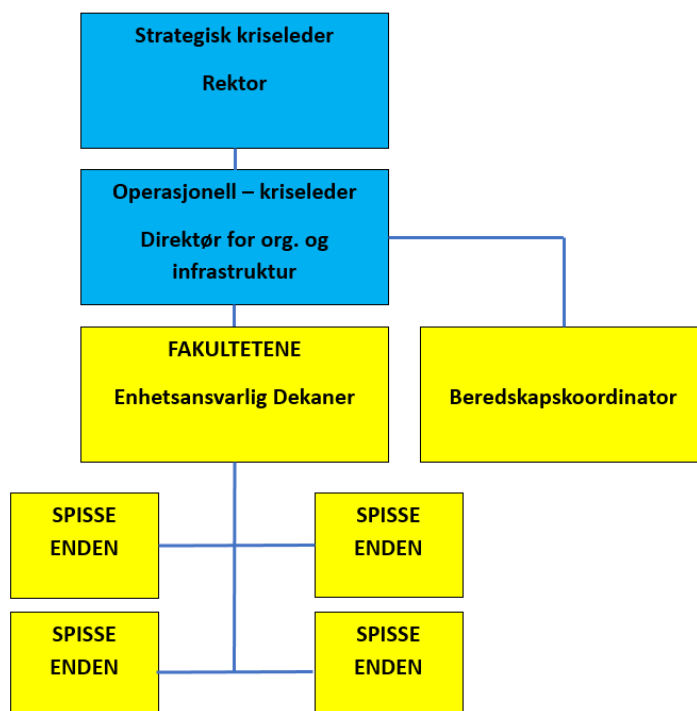 Strategisk kriseleder
Rektor
Operasjonell – kriseleder
Direktør for org. og
infrastruktur
FAKULTETENE
Enhetsansvarlig Dekaner
Beredskapskoordinator
SPISSE
ENDEN
SPISSE
ENDEN
SPISSE
ENDEN
SPISSE
ENDEN